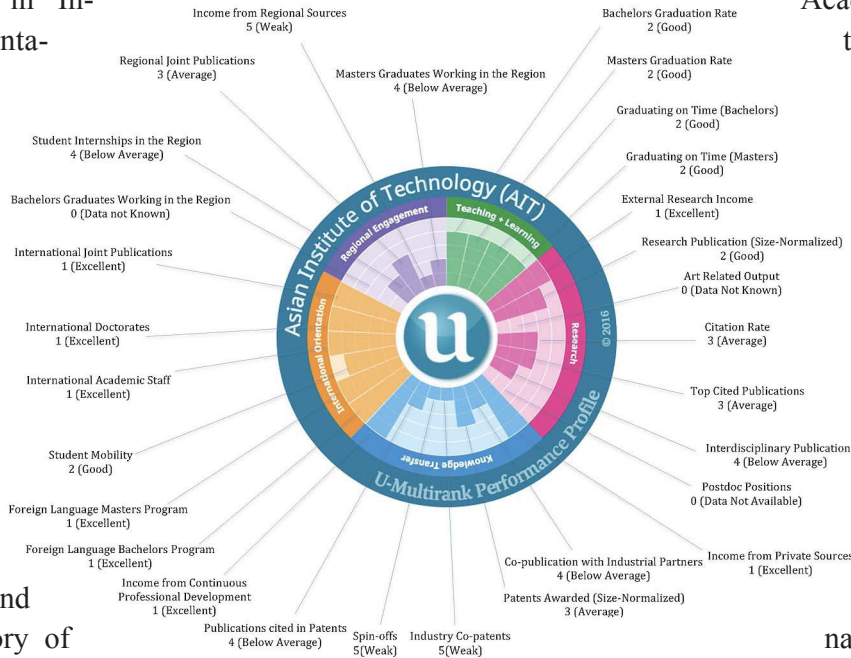 in In-
nta-
nd
ry of
Acad
t
na
Income from Regional Sources
5 (Weak)
Regional Joint Publications
3 (Average)
Masters Graduates Working in the Region
4 (Below Average)
Student Internships in the Region
4 (Below Average)
Bachelors Graduates Working in the Region
0 (Data not Known)
International Joint Publications
1 (Excellent)
International Doctorates
1 (Excellent)
International Academic Staff
1 (Excellent)
Student Mobility
2 (Good)
Foreign Language Masters Program
1 (Excellent)
Foreign Language Bachelors Program
1 (Excellent)
Income from Continuous
Professional Development
1 (Excellent)
Publications cited in Patents
4 (Below Average)
Spin-offs
5(Weak)
Industry Co-patents
5(Weak)
Bachelors Graduation Rate
2 (Good)
Masters Graduation Rate
2 (Good)
Graduating on Time (Bachelors)
2 (Good)
Graduating on Time (Masters)
2 (Good)
External Research Income
1 (Excellent)
Research Publication (Size-Normalized)
2 (Good)
Art Related Output
0 (Data Not Known)
Citation Rate
3 (Average)
Top Cited Publications
3 (Average)
Interdisciplinary Publication
4 (Below Average)
Postdoc Positions
0 (Data Not Available)
Income from Private Sources
1 (Excellent)
Co-publication with Industrial Partners
4 (Below Average)
Patents Awarded (Size-Normalized)
3 (Average)
Asian Institute of Technology (AIT)
Regional Engagement
Teaching + Learning
Research
Knowledge Transfer
International Orientation
U-Multirank Performance Profile
© 2016
u